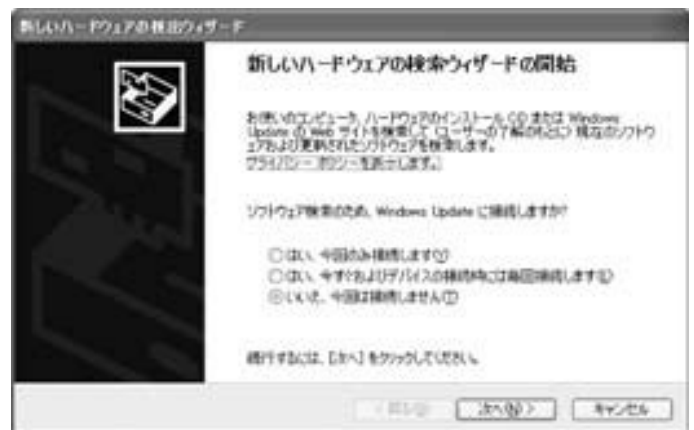 新しいハードウェアの検出ウィザード
新しいハードウェアの検索ウィザードの開始
お使いのコンピュータ、ハードウェアのインストール CD または Windows
Update の Web サイトを検索して (ユーザーの了解のもとに) 現在のソフトウ
ェアおよび更新されたソフトウェアを検索します。
プライバシー ポリシーを表示します。
ソフトウェア検索のため、Windows Update に接続しますか?
はい、今回のみ接続します(Y)
はい、今すぐおよびデバイスの接続時には毎回接続します(E)
いいえ、今回は接続しません(T)
続行するには、[次へ] をクリックしてください。
< 戻る(B)
次へ(N) >
キャンセル